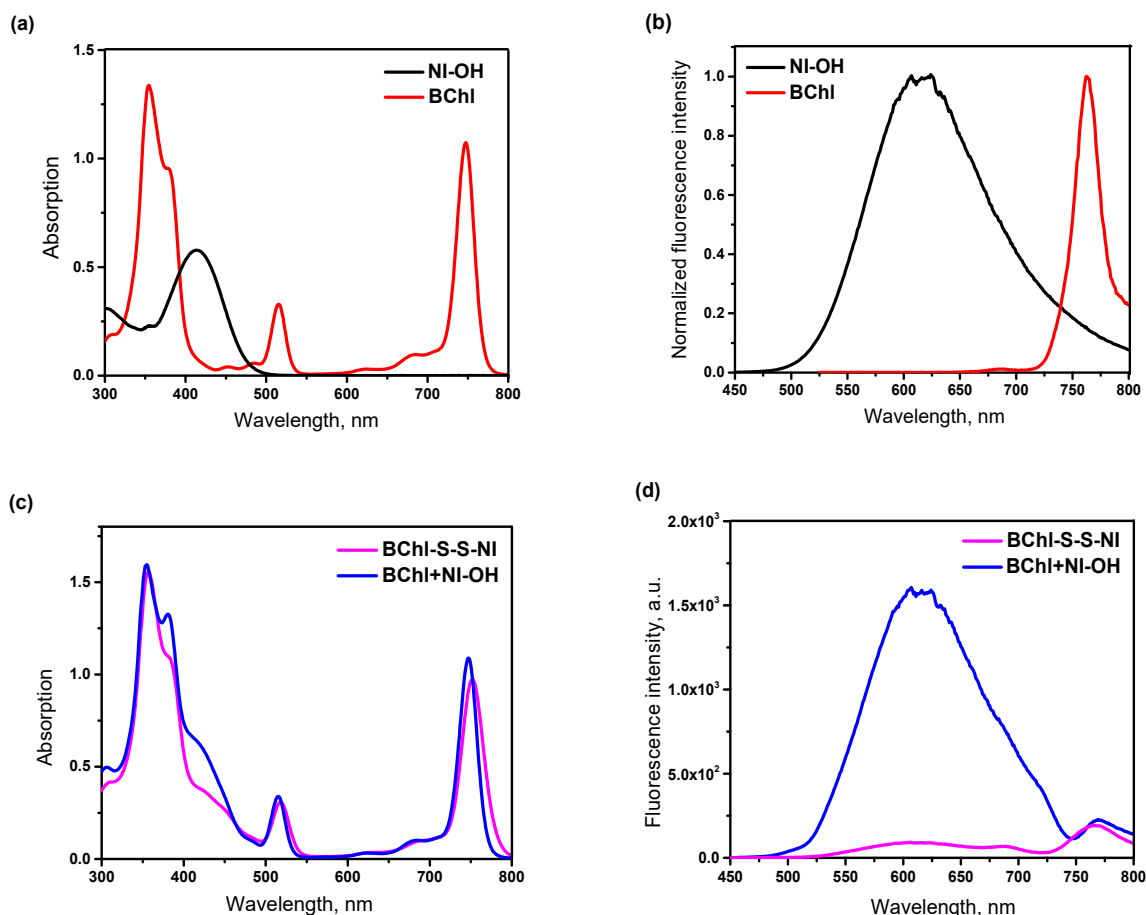 (a)
1.5
1.0
0.5
0.0
Absorption
NI-OH
BChl
300 400 500 600 700 800
Wavelength, nm
(b)
1.0
0.8
0.6
0.4
0.2
0.0
Normalized fluorescence intensity
NI-OH
BChl
450 500 550 600 650 700 750 800
Wavelength, nm
(c)
1.5
1.0
0.5
0.0
Absorption
BChl-S-S-NI
BChl+NI-OH
300 400 500 600 700 800
Wavelength, nm
(d)
2.0x10³
1.5x10³
1.0x10³
5.0x10²
0.0
Fluorescence intensity, a.u.
BChl-S-S-NI
BChl+NI-OH
450 500 550 600 650 700 750 800
Wavelength, nm